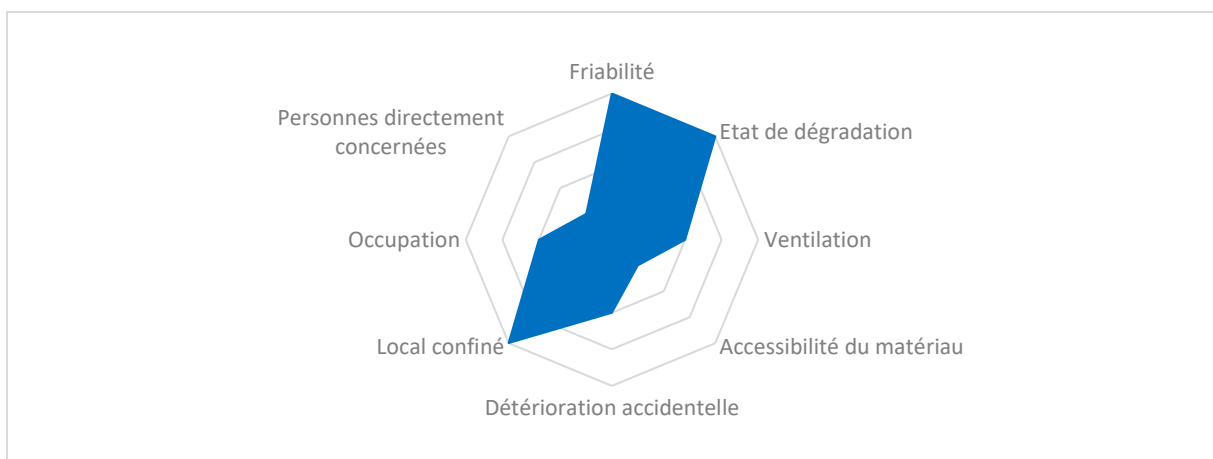 Friabilité
Personnes directement
concernées
Etat de dégradation
Occupation
Ventilation
Local confiné
Accessibilité du matériau
Détérioration accidentelle